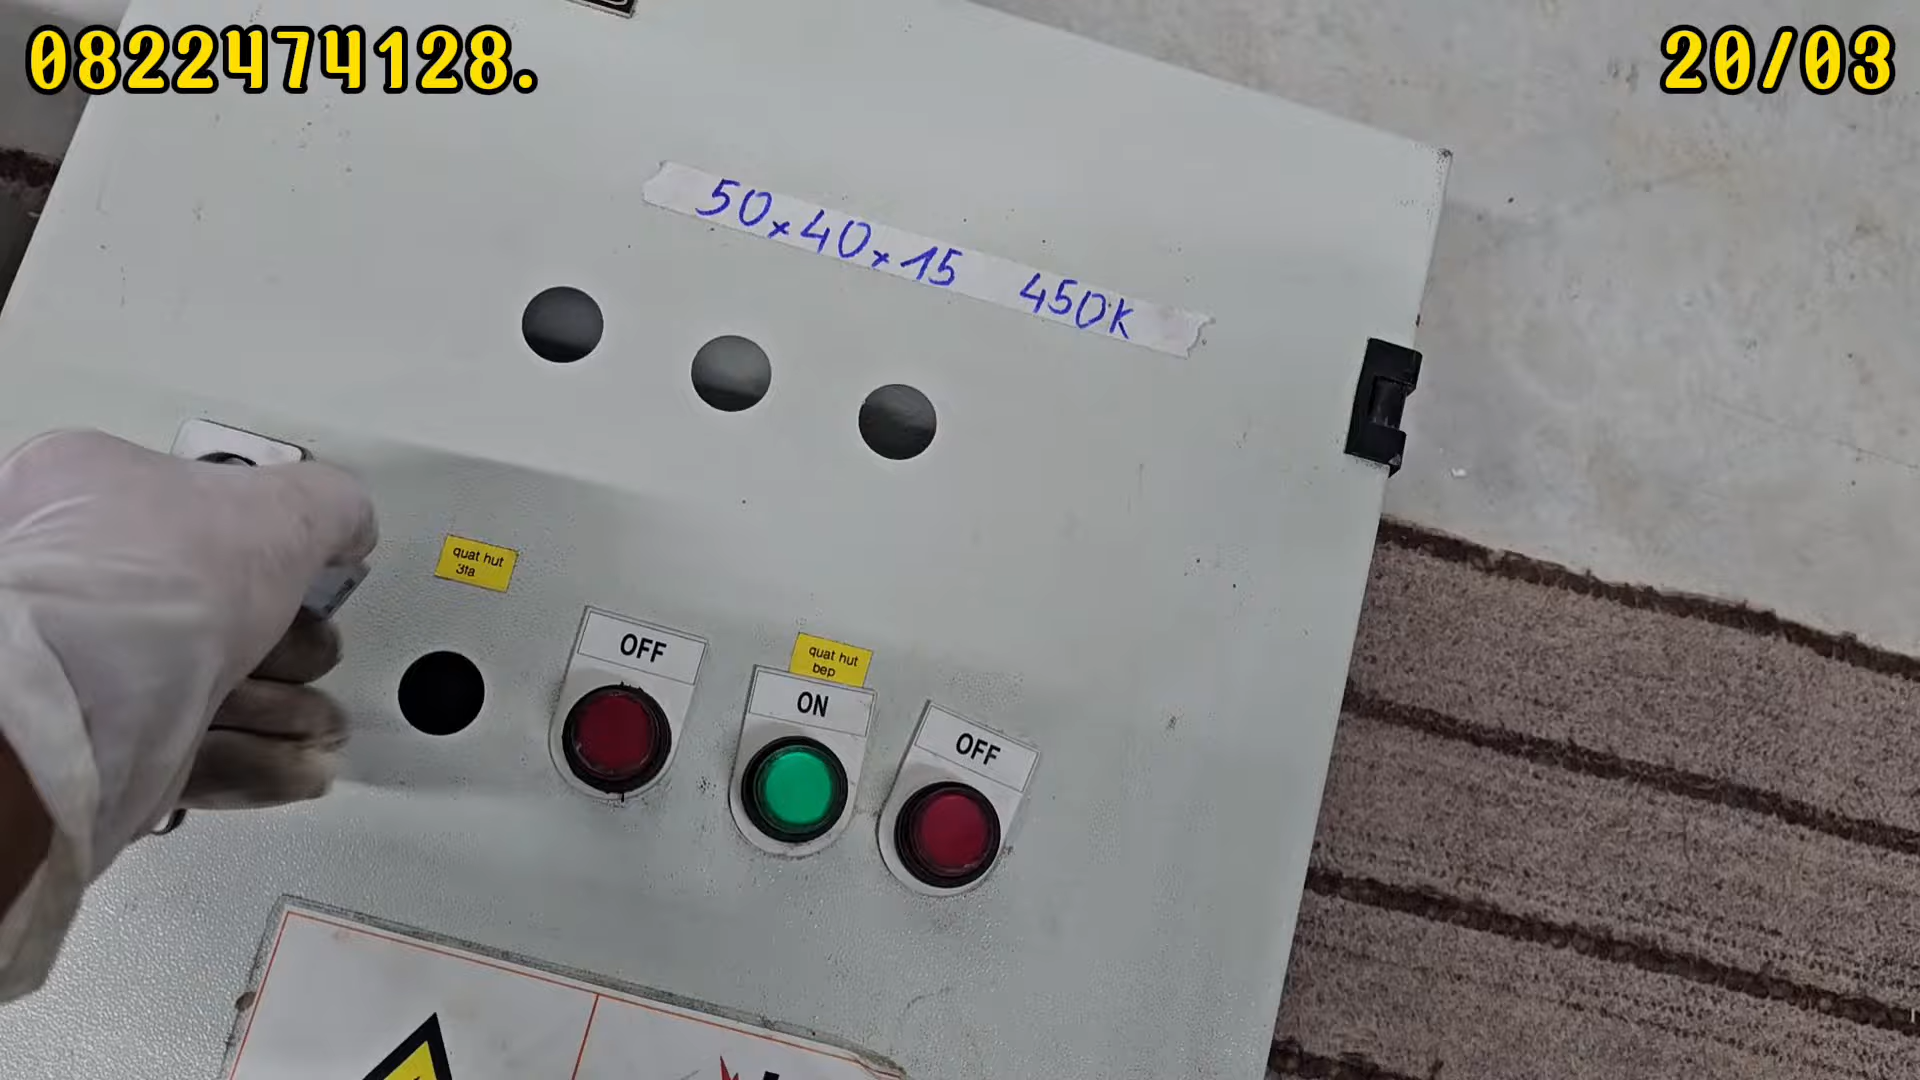 0822474128.
20/03
50x40x15 450K
quat hut
3ta
OFF
quat hut
bep
ON
OFF